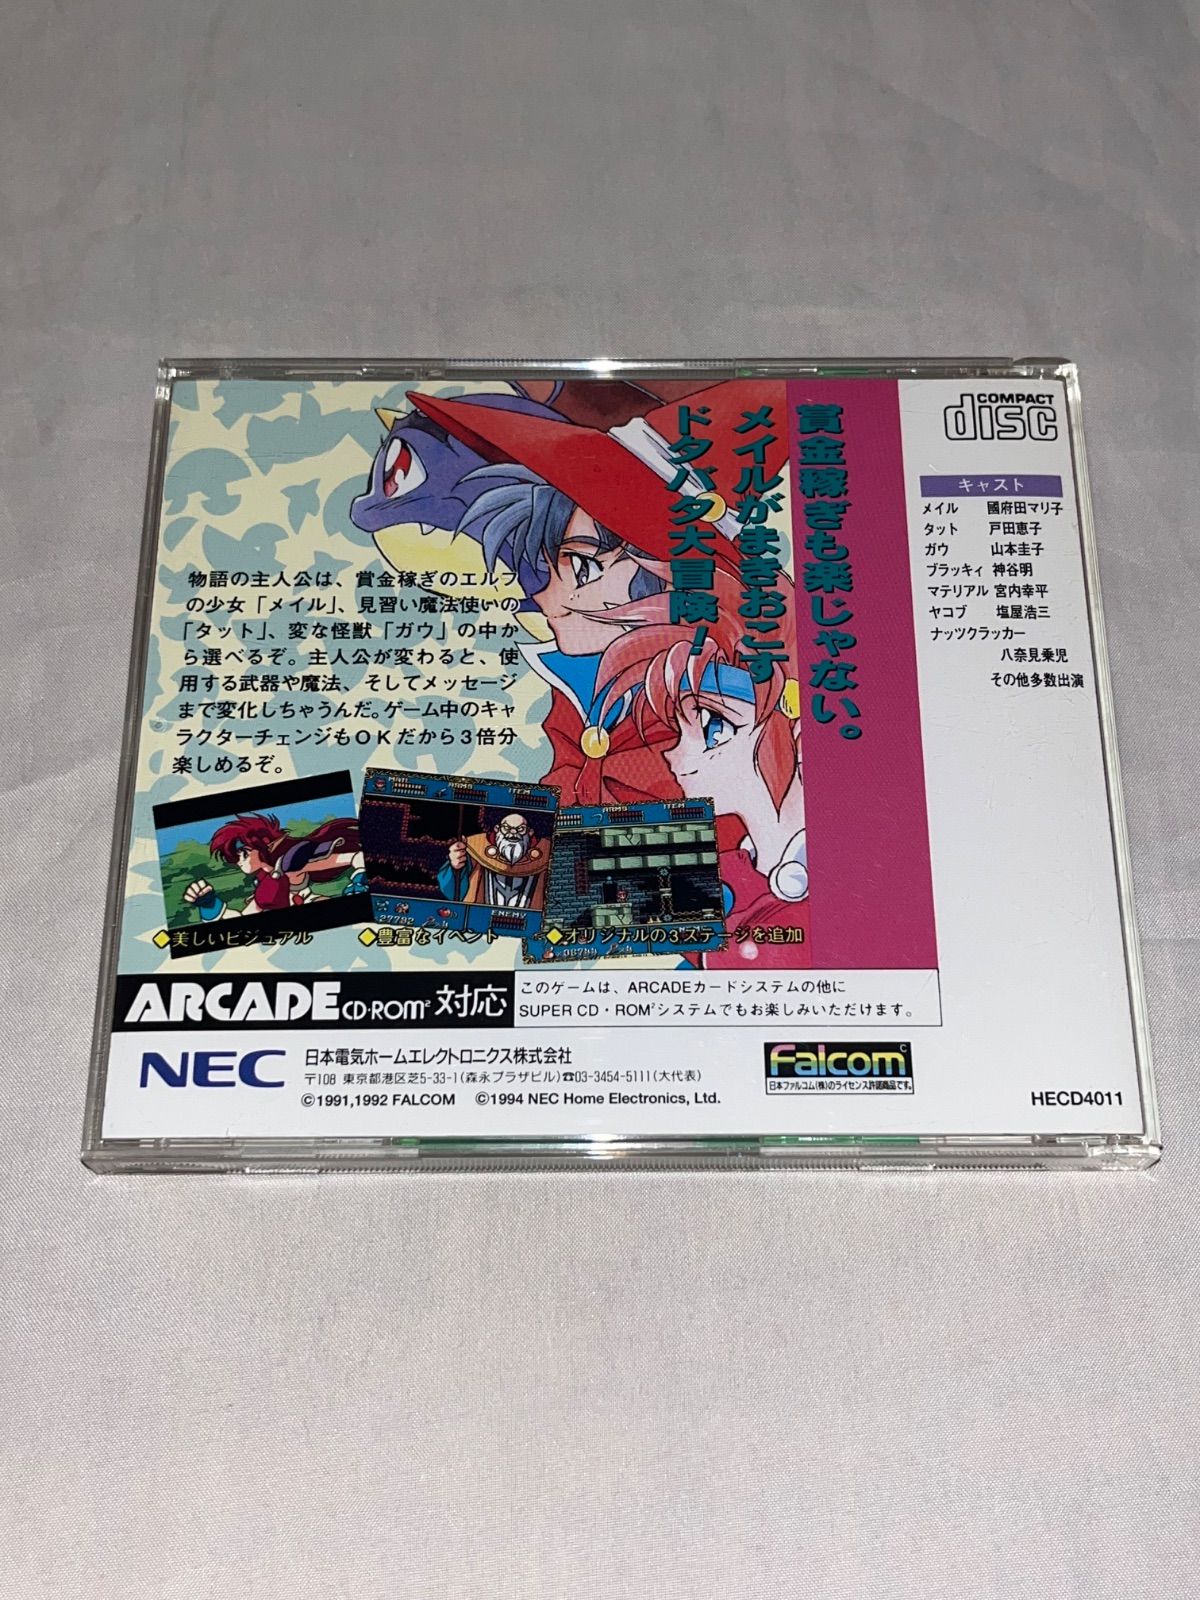 賞金稼ぎも楽じゃない。
メイルがまきおこす
ドタバタ大冒険！
物語の主人公は、賞金稼ぎのエルフ
の少女「メイル」、見習い魔法使いの
「タット」、変な怪獣「ガウ」の中か
ら選べるぞ。主人公が変わると、使
用する武器や魔法、そしてメッセージ
まで変化しちゃうんだ。ゲーム中のキャ
ラクターチェンジもOKだから3倍分
楽しめるぞ。
COMPACT
disc
キャスト
メイル 國府田マリ子
タット 戸田恵子
ガウ 山本圭子
ブラッキィ 神谷明
マテリアル 宮内幸平
ヤコブ 塩屋浩三
ナッツクラッカー
八奈見乗児
その他多数出演
ARMS
ITEM
27792
ENEMY
ARMS
ITEM
◆美しいビジュアル
◆豊富なイベント
◆オリジナルの3ステージを追加
ARCADE CD・ROM² 対応
このゲームは、ARCADEカードシステムの他に
SUPER CD・ROM²システムでもお楽しみいただけます。
NEC 日本電気ホームエレクトロニクス株式会社
〒108 東京都港区芝5-33-1(森永プラザビル)☎03-3454-5111(大代表)
©1991,1992 FALCOM ©1994 NEC Home Electronics, Ltd.
Falcom
日本ファルコム(株)のライセンス許諾商品です。
HECD4011